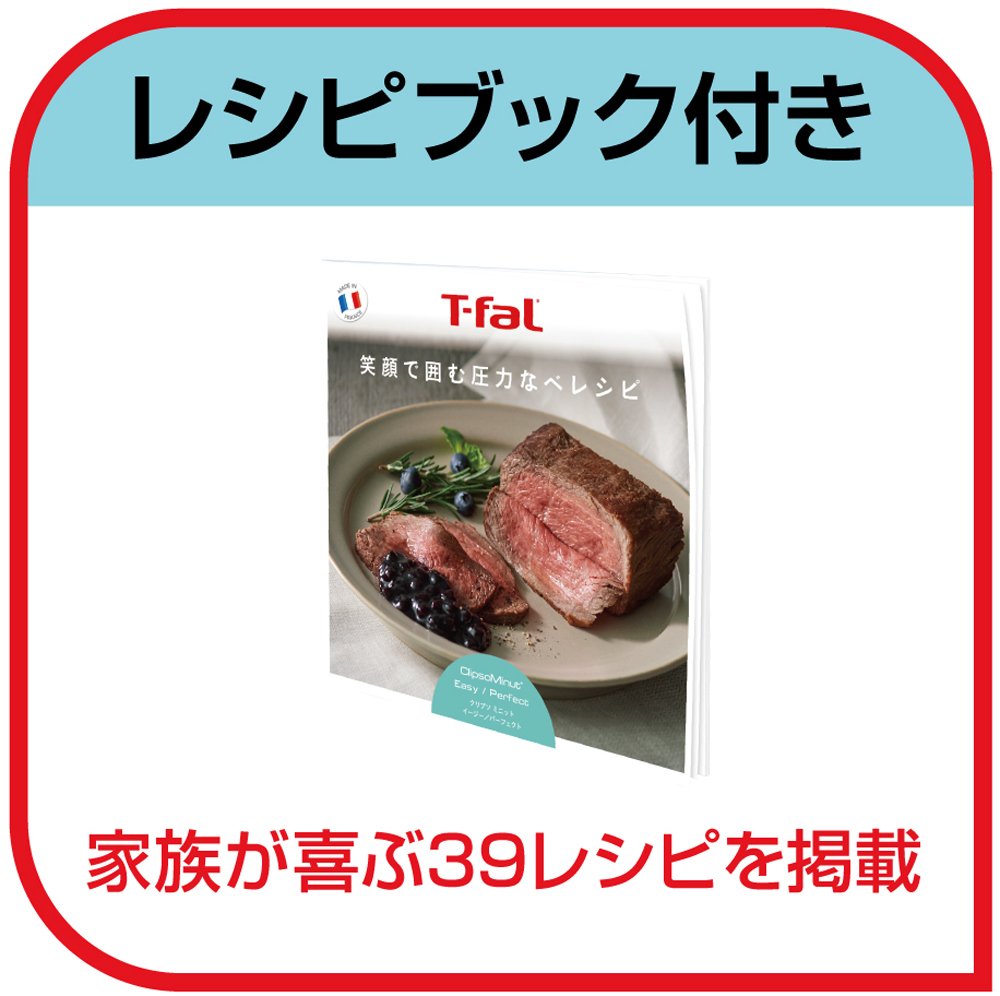 レシピブック付き
MADE IN
FRANCE
T-fal
笑顔で囲む圧力なべレシピ
ClipsoMinut'
Easy / Perfect
クリプソ ミニット
イージー/パーフェクト
家族が喜ぶ39レシピを掲載